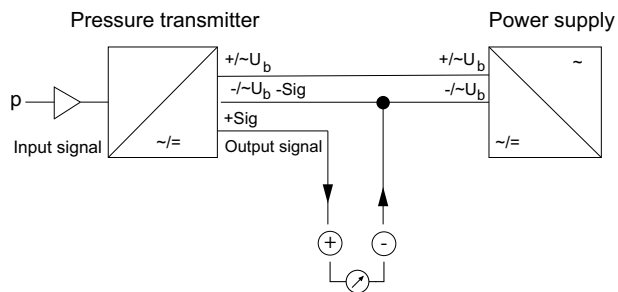 Pressure transmitter
Power supply
+/~U_b
+/~U_b
~
-/~U_b -Sig
-/~U_b
p
+Sig
Input signal
~/=
Output signal
~/=
+
-